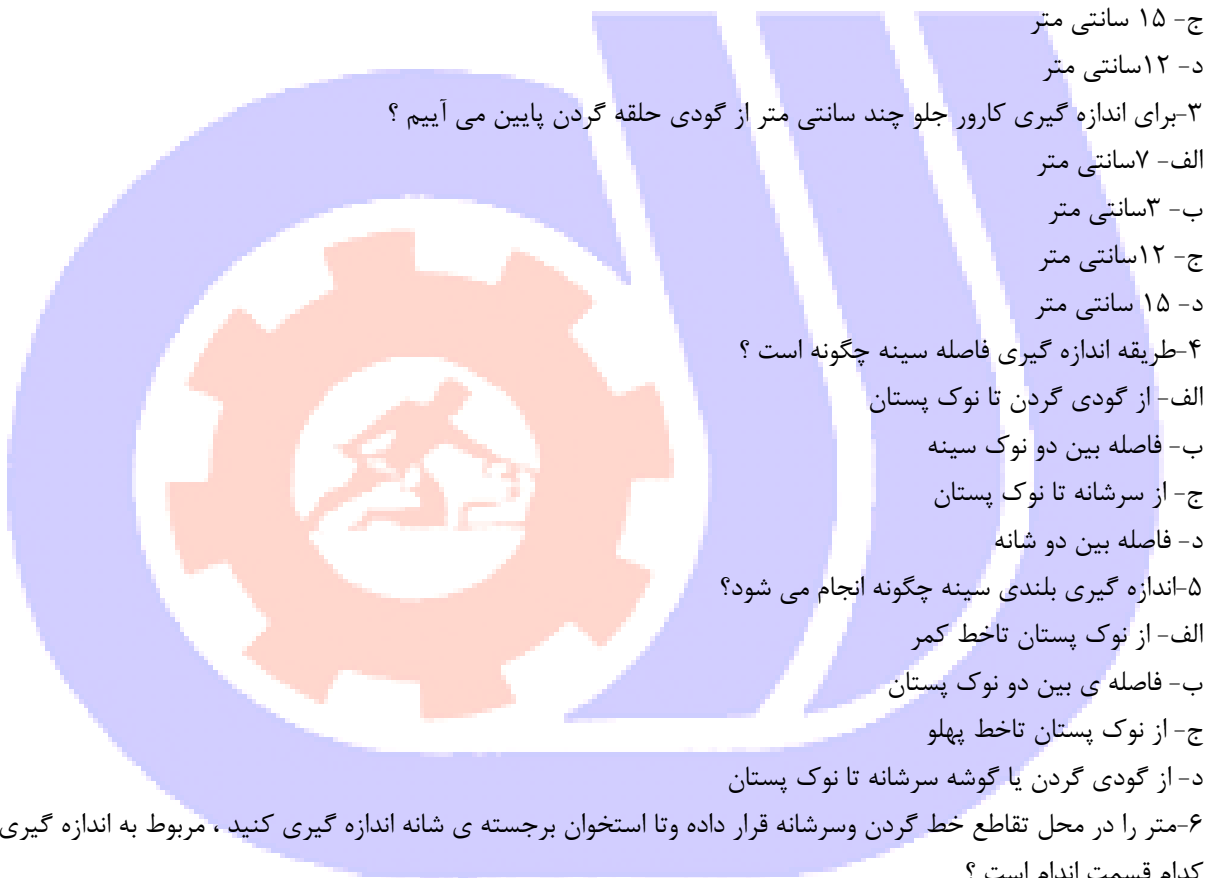 ج- ۱۵ سانتی متر
د- ۱۲سانتی متر
۳-برای اندازه گیری کارور جلو چند سانتی متر از گودی حلقه گردن پایین می آییم ؟
الف- ۷سانتی متر
ب- ۳سانتی متر
ج- ۱۲سانتی متر
د- ۱۵ سانتی متر
۴-طریقه اندازه گیری فاصله سینه چگونه است ؟
الف- از گودی گردن تا نوک پستان
ب- فاصله بین دو نوک سینه
ج- از سرشانه تا نوک پستان
د- فاصله بین دو شانه
۵-اندازه گیری بلندی سینه چگونه انجام می شود؟
الف- از نوک پستان تاخط کمر
ب- فاصله ی بین دو نوک پستان
ج- از نوک پستان تاخط پهلو
د- از گودی گردن یا گوشه سرشانه تا نوک پستان
۶-متر را در محل تقاطع خط گردن وسرشانه قرار داده وتا استخوان برجسته ی شانه اندازه گیری کنید ، مربوط به اندازه گیری
کدام قسمت اندام است ؟